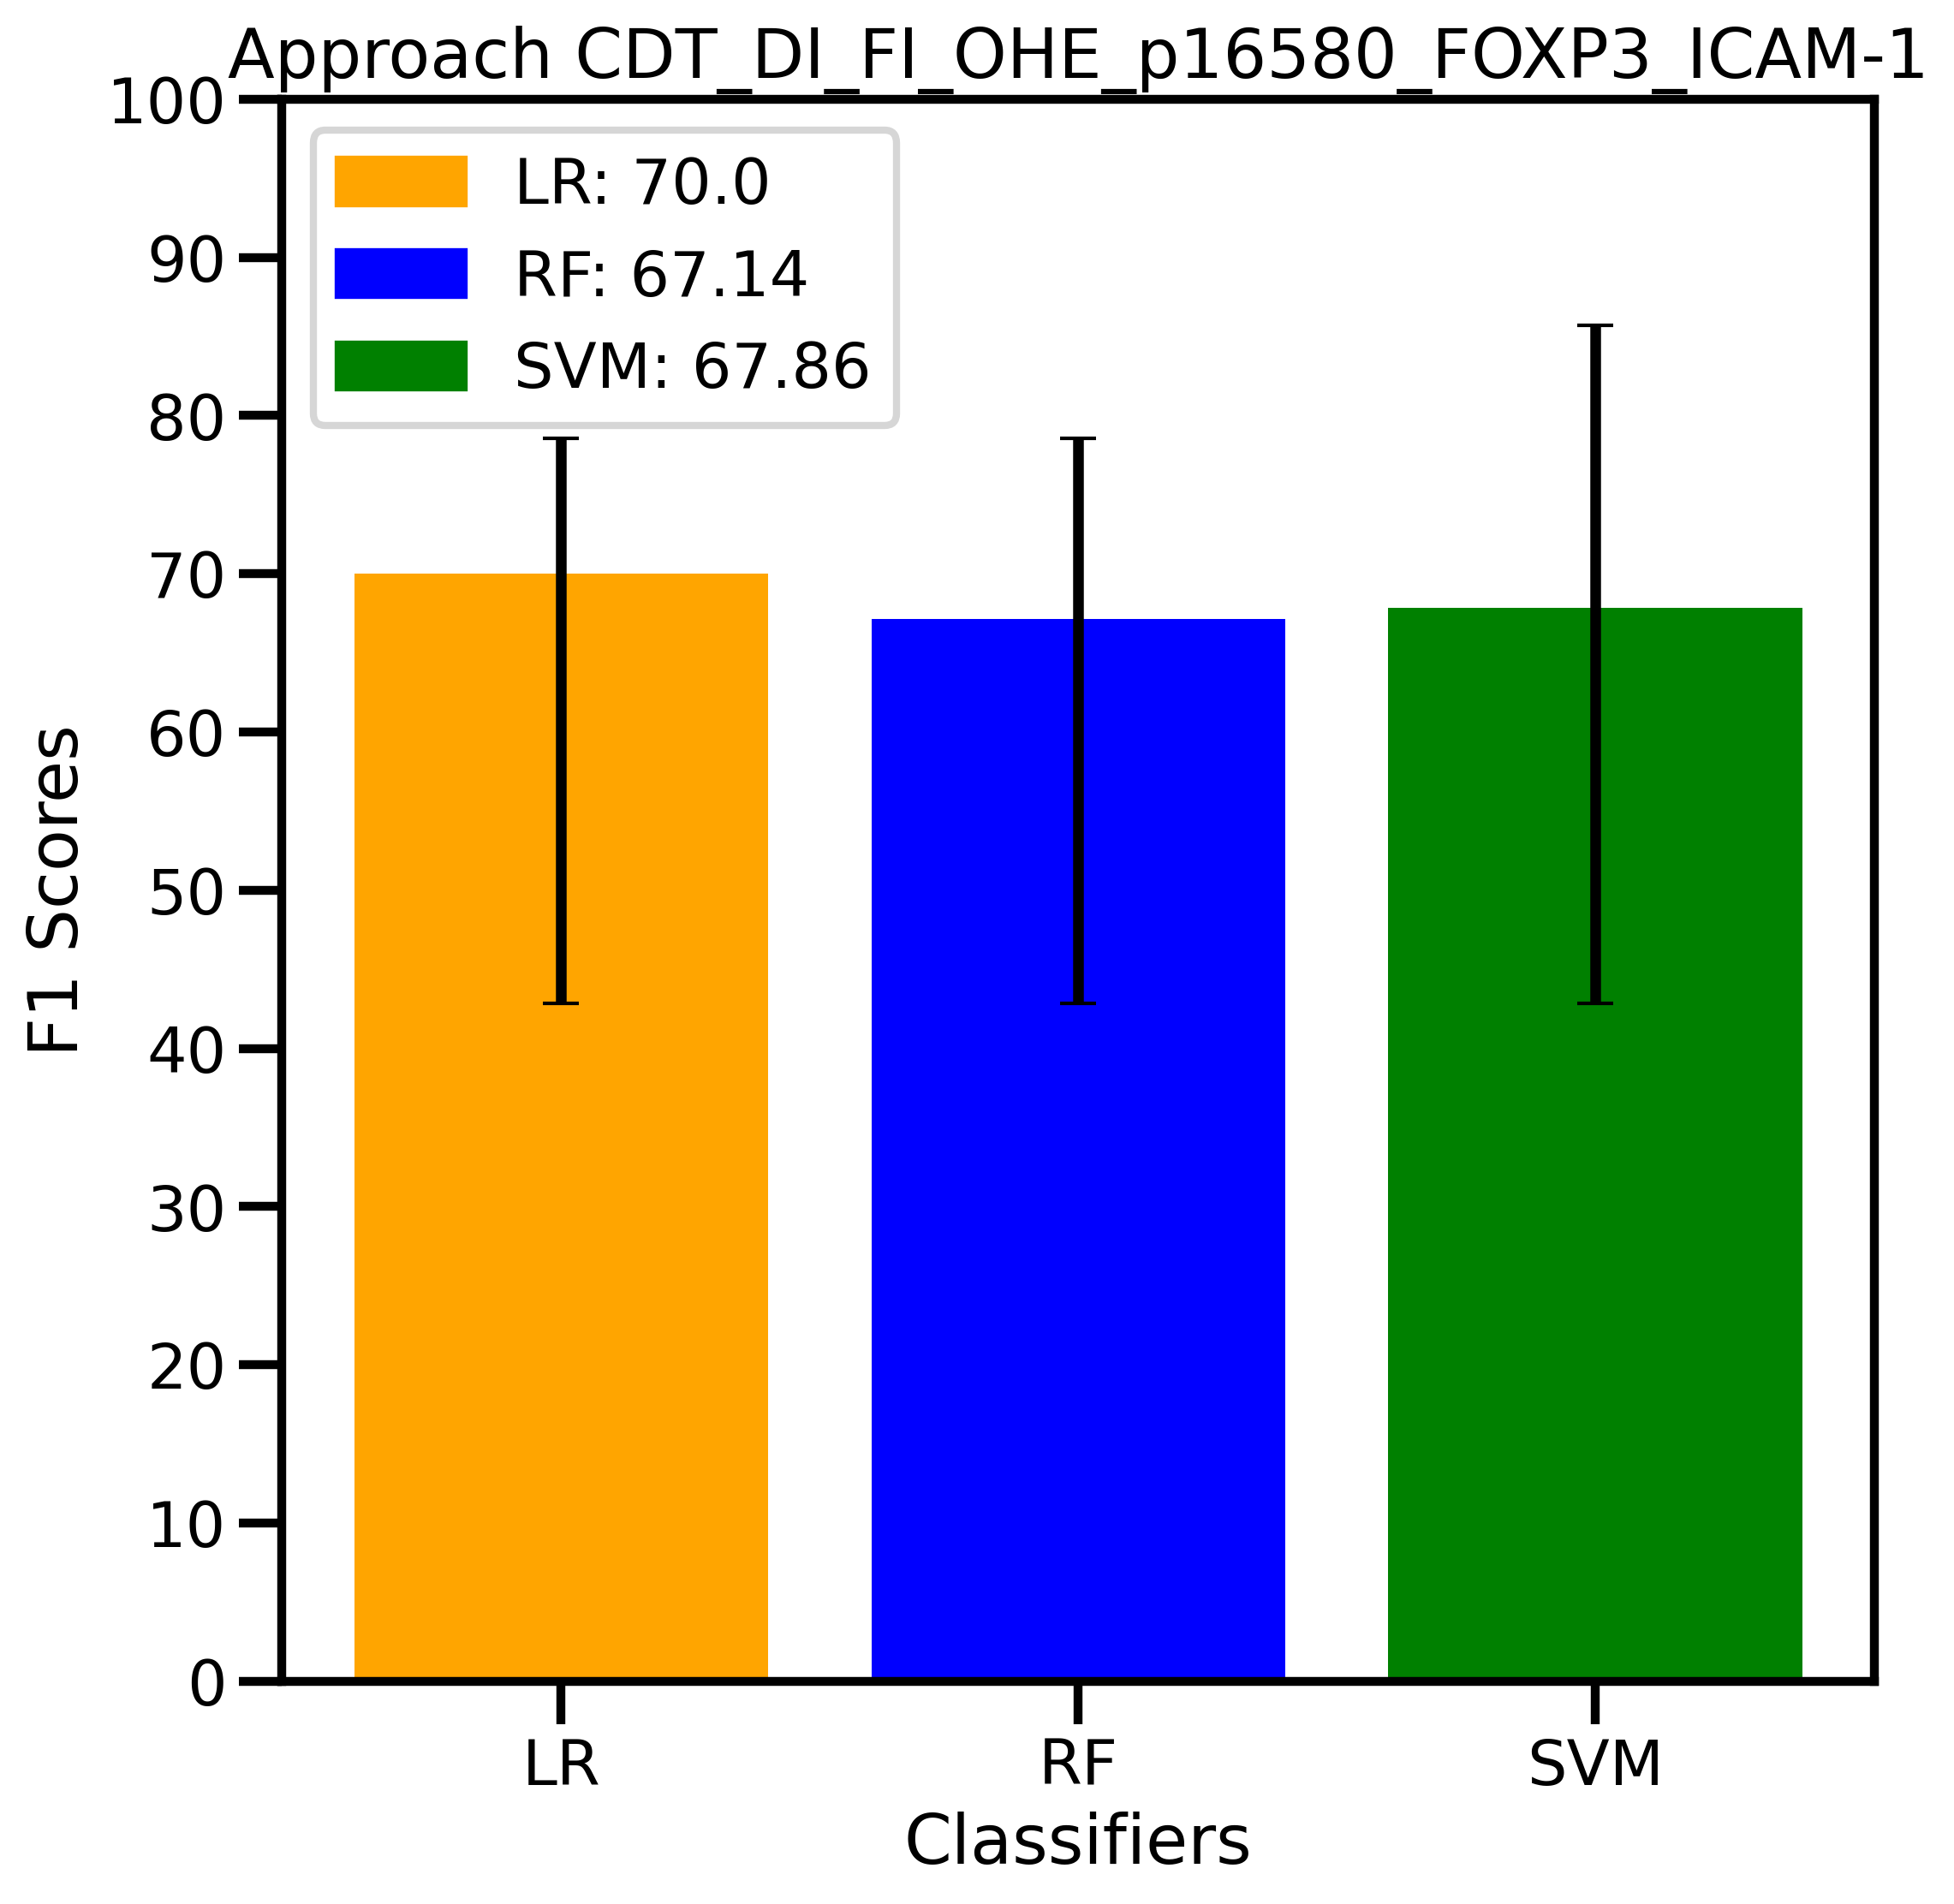 Approach CDT_DI_FI_OHE_p16580_FOXP3_ICAM-1
100
90
80
70
60
50
40
30
20
10
0
F1 Scores
LR: 70.0
RF: 67.14
SVM: 67.86
LR
RF
SVM
Classifiers